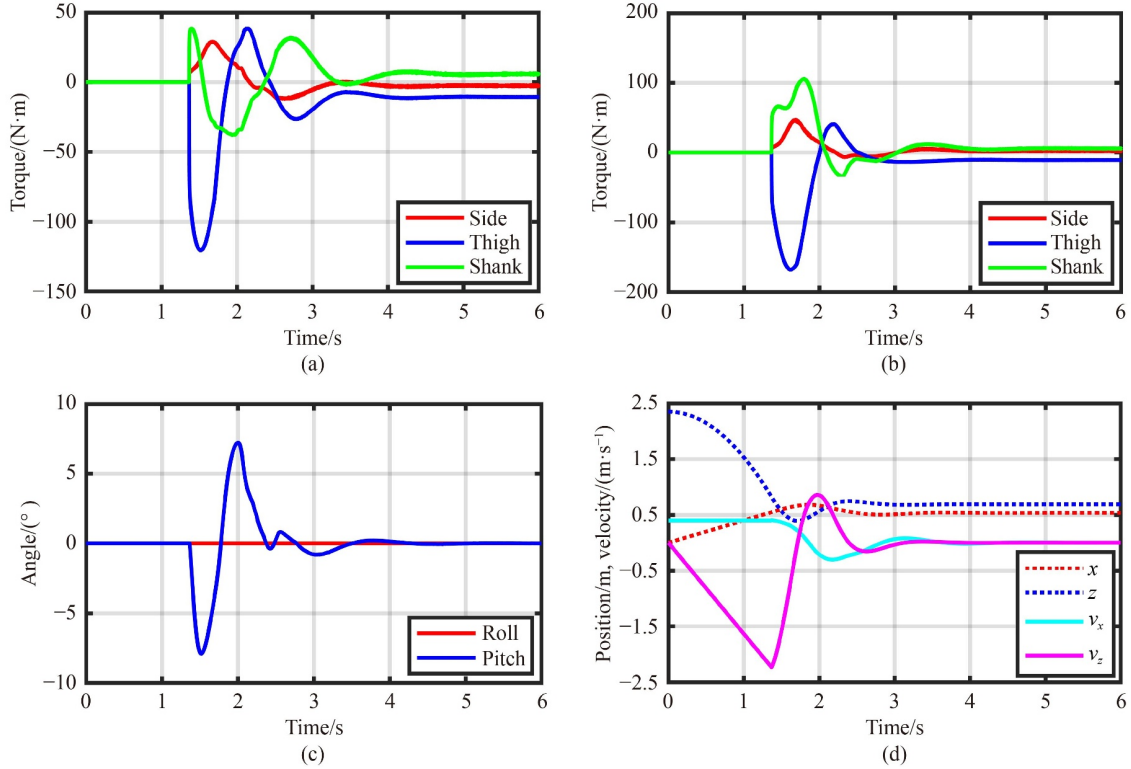 50
0
−50
−100
−150
Torque/(N·m)
Side
Thigh
Shank
0 1 2 3 4 5 6
Time/s
(a)
200
100
0
−100
−200
Torque/(N·m)
Side
Thigh
Shank
0 1 2 3 4 5 6
Time/s
(b)
10
5
0
−5
−10
Angle/(°)
Roll
Pitch
0 1 2 3 4 5 6
Time/s
(c)
2.5
1.5
0.5
−0.5
−1.5
−2.5
Position/m, velocity/(m·s⁻¹)
x
z
vₓ
v_z
0 1 2 3 4 5 6
Time/s
(d)